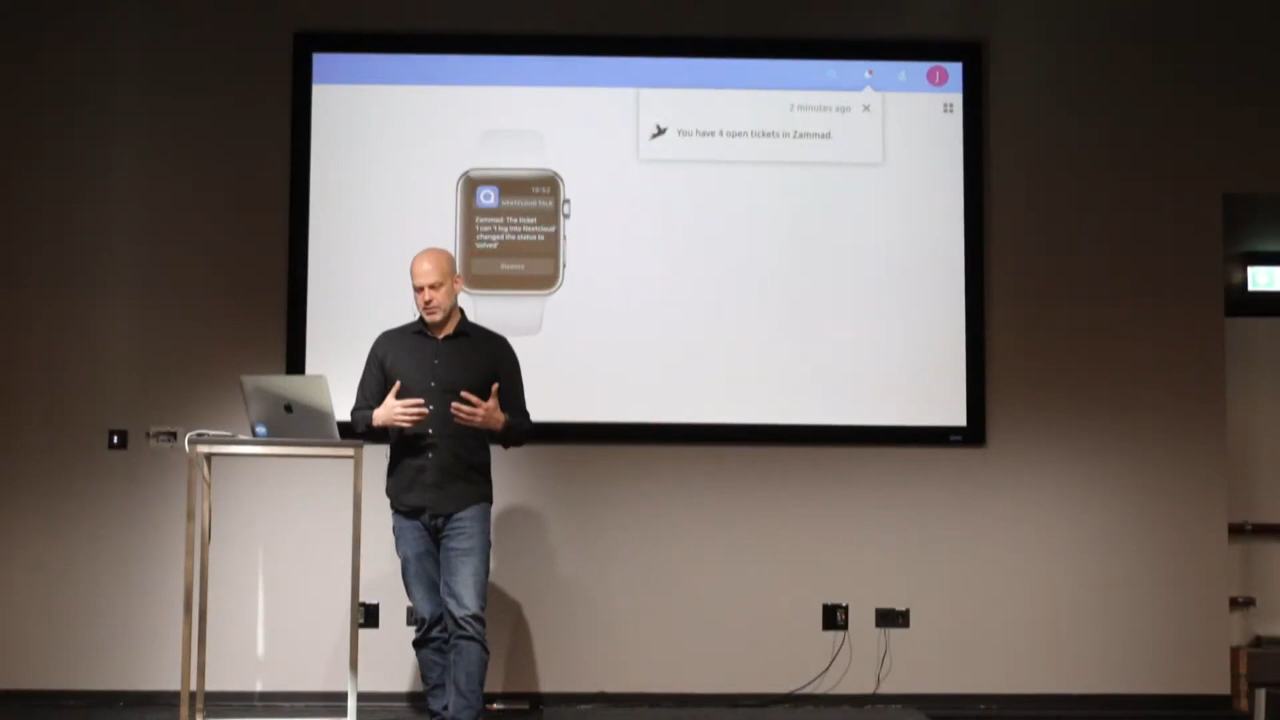 J
2 minutes ago
You have 4 open tickets in Zammad.
10:52
NEXTCLOUD TALK
Zammad: The ticket
'I can't log into Nextcloud'
changed the status to
'solved'
Dismiss